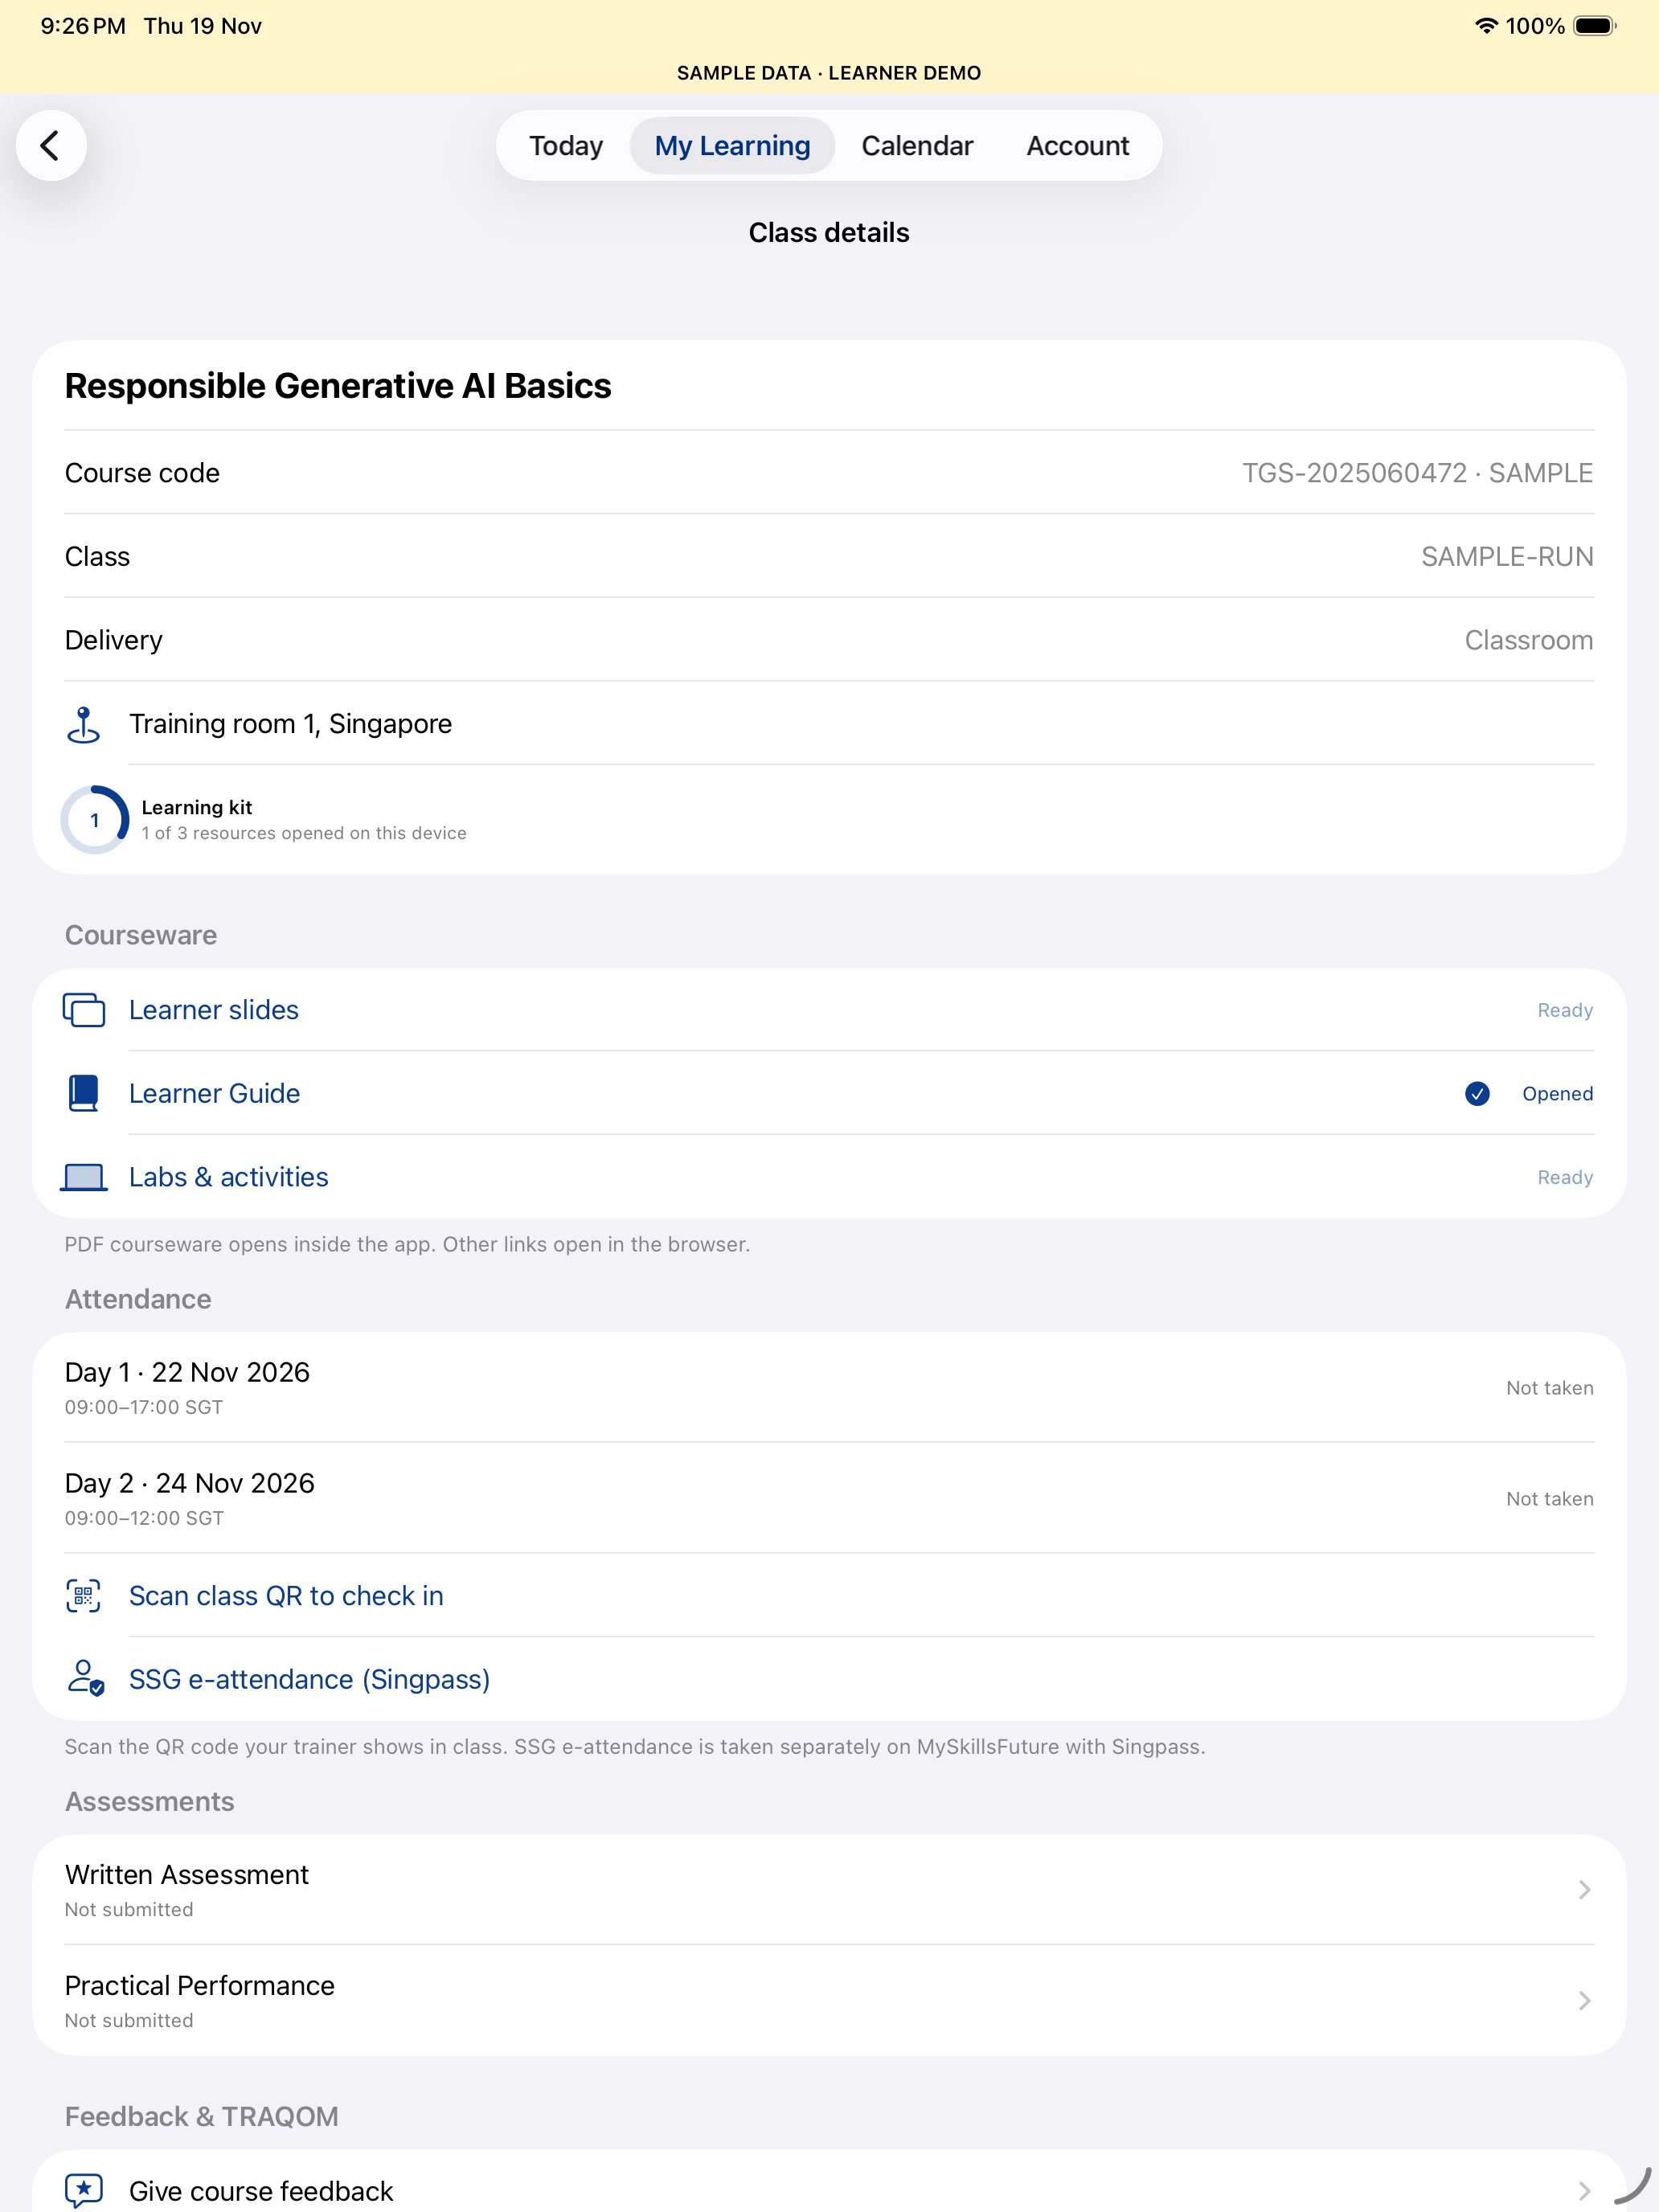 9:26 PM Thu 19 Nov
100%
SAMPLE DATA · LEARNER DEMO
Today
My Learning
Calendar
Account
Class details
Responsible Generative AI Basics
Course code
TGS-2025060472 · SAMPLE
Class
SAMPLE-RUN
Delivery
Classroom
Training room 1, Singapore
1
Learning kit
1 of 3 resources opened on this device
Courseware
Learner slides
Ready
Learner Guide
Opened
Labs & activities
Ready
PDF courseware opens inside the app. Other links open in the browser.
Attendance
Day 1 · 22 Nov 2026
09:00–17:00 SGT
Not taken
Day 2 · 24 Nov 2026
09:00–12:00 SGT
Not taken
Scan class QR to check in
SSG e-attendance (Singpass)
Scan the QR code your trainer shows in class. SSG e-attendance is taken separately on MySkillsFuture with Singpass.
Assessments
Written Assessment
Not submitted
Practical Performance
Not submitted
Feedback & TRAQOM
Give course feedback